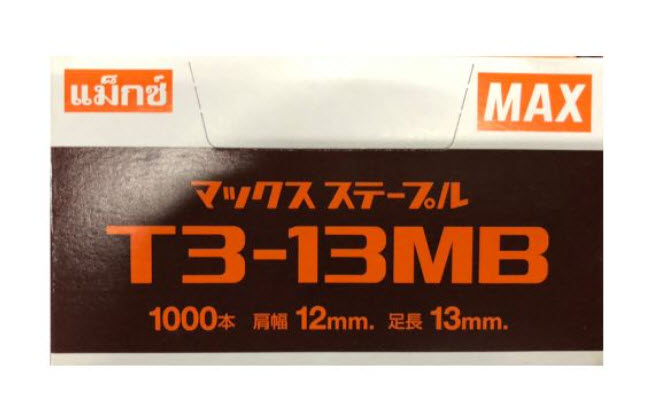 แม็กซ์
MAX
マックス ステープル
T3-13MB
1000本 肩幅 12mm. 足長 13mm.